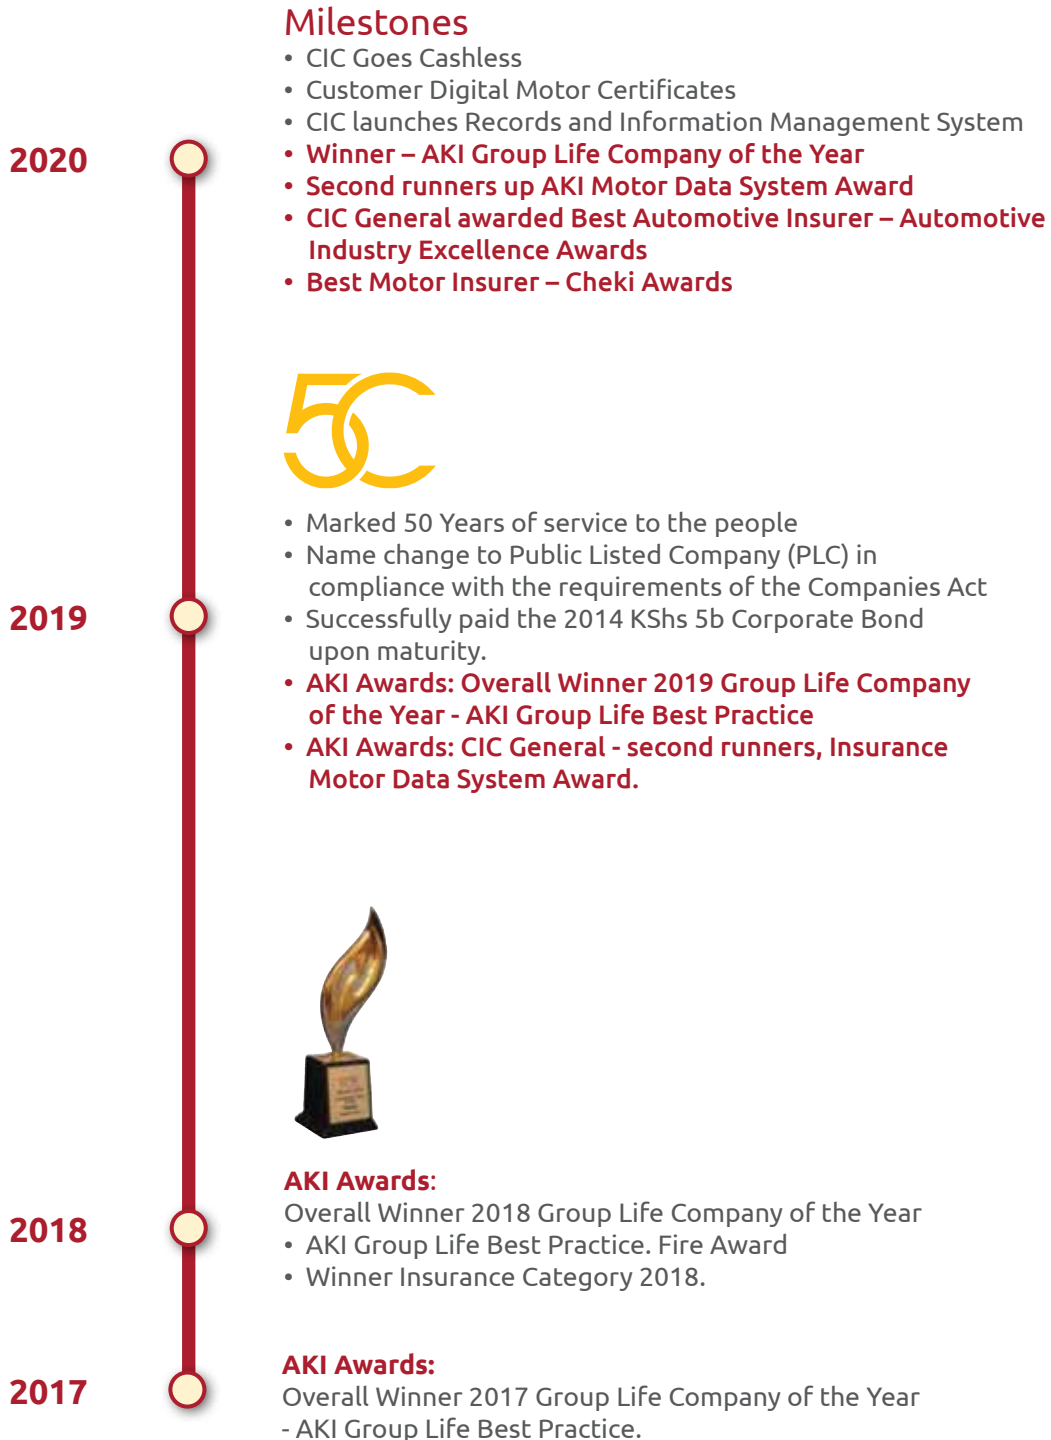 Milestones
• CIC Goes Cashless
• Customer Digital Motor Certificates
• CIC launches Records and Information Management System
2020
• Winner – AKI Group Life Company of the Year
• Second runners up AKI Motor Data System Award
• CIC General awarded Best Automotive Insurer – Automotive
Industry Excellence Awards
• Best Motor Insurer – Cheki Awards
50
• Marked 50 Years of service to the people
• Name change to Public Listed Company (PLC) in
compliance with the requirements of the Companies Act
2019
• Successfully paid the 2014 KShs 5b Corporate Bond
upon maturity.
• AKI Awards: Overall Winner 2019 Group Life Company
of the Year - AKI Group Life Best Practice
• AKI Awards: CIC General - second runners, Insurance
Motor Data System Award.
AKI Awards:
2018
Overall Winner 2018 Group Life Company of the Year
• AKI Group Life Best Practice. Fire Award
• Winner Insurance Category 2018.
AKI Awards:
2017
Overall Winner 2017 Group Life Company of the Year
- AKI Group Life Best Practice.